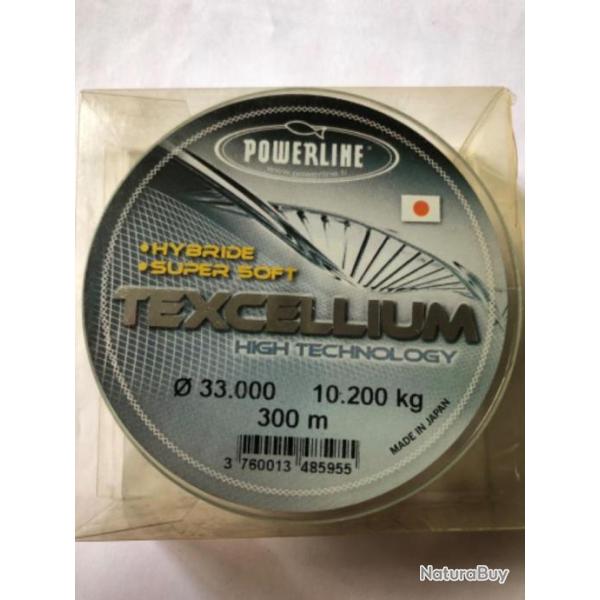 POWERLINE®
www.powerline.fr
•HYBRIDE
•SUPER SOFT
TEXCELLIUM
HIGH TECHNOLOGY
Ø 33.000 10.200 kg
300 m
MADE IN JAPAN
3 760013 485955
NaturaBuy